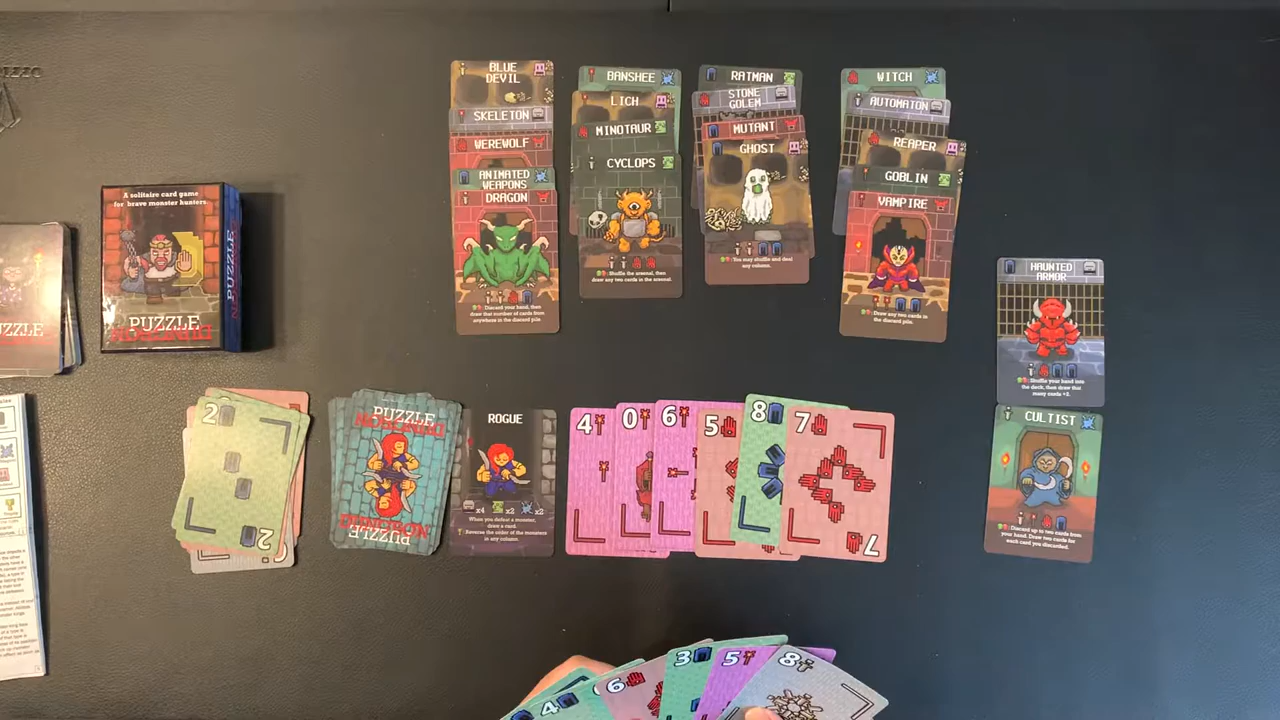 BLUE
DEVIL
SKELETON
WEREWOLF
ANIMATED
WEAPONS
DRAGON
: Discard your hand, then
draw that number of cards from
anywhere in the discard pile.
BANSHEE
LICH
MINOTAUR
CYCLOPS
: Shuffle the arsenal, then
draw any two cards in the arsenal.
RATMAN
STONE
GOLEM
MUTANT
GHOST
: You may shuffle and deal
any column.
WITCH
AUTOMATON
REAPER
GOBLIN
VAMPIRE
: Draw any two cards in
the discard pile.
HAUNTED
ARMOR
: Shuffle your hand into
the deck, then draw that
many cards +2.
CULTIST
: Discard up to two cards from
your hand. Draw two cards for
each card you discarded.
A solitaire card game
for brave monster hunters.
PUZZLE
DUNGEON
PUZZLE
2
2
PUZZLE
DUNGEON
DUNGEON
PUZZLE
ROGUE
x4 x2 x2
When you defeat a monster,
draw a card.
: Reverse the order of the monsters
in any column.
4
0
6
5
8
7
7
4
6
3
5
8